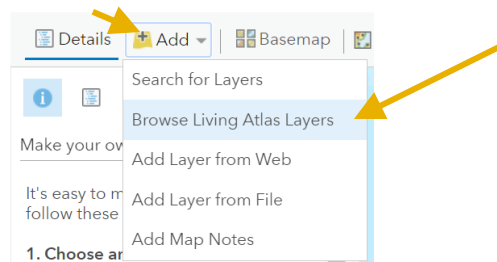 Details Add Basemap
Search for Layers
Browse Living Atlas Layers
Make your ow
Add Layer from Web
It's easy to m
Add Layer from File
follow these
Add Map Notes
1. Choose ar